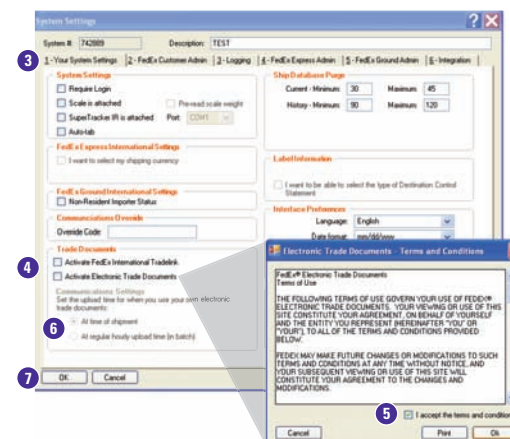 System Settings
System #: 742889 Description: TEST
3
1 - Your System Settings 2 - FedEx Customer Admin 3 - Logging 4 - FedEx Express Admin 5 - FedEx Ground Admin 6 - Integration
System Settings
Require Login
Scale is attached Pre-read scale weight
SuperTracker IR is attached Port: COM1
Auto-tab
Ship Database Purge
Current - Minimum: 30 Maximum: 45
History - Minimum: 90 Maximum: 120
FedEx Express International Settings
I want to select my shipping currency
Label Information
I want to be able to select the type of Destination Control
Statement
FedEx Ground International Settings
Non-Resident Importer Status
Communications Override
Override Code:
Interface Preferences
Language: English
Date format: mm/dd/yyyy
Trade Documents
4
Activate FedEx International Tradelink.
Activate Electronic Trade Documents
Communications Settings
Set the upload time for when you use your own electronic
trade documents:
6
At time of shipment
At regular hourly upload time (in batch)
7
OK Cancel
Electronic Trade Documents - Terms and Conditions
FedEx® Electronic Trade Documents
Terms of Use
THE FOLLOWING TERMS OF USE GOVERN YOUR USE OF FEDEX®
ELECTRONIC TRADE DOCUMENTS. YOUR VIEWING OR USE OF THIS
SITE CONSTITUTE YOUR AGREEMENT, ON BEHALF OF YOURSELF
AND THE ENTITY YOU REPRESENT (HEREINAFTER "YOU" OR
"YOUR"), TO ALL OF THE TERMS AND CONDITIONS PROVIDED
BELOW.
FEDEX MAY MAKE FUTURE CHANGES OR MODIFICATIONS TO SUCH
TERMS AND CONDITIONS AT ANY TIME WITHOUT NOTICE, AND
YOUR SUBSEQUENT VIEWING OR USE OF THIS SITE WILL
CONSTITUTE YOUR AGREEMENT TO THE CHANGES AND
MODIFICATIONS.
5
I accept the terms and condition
Cancel Print Ok